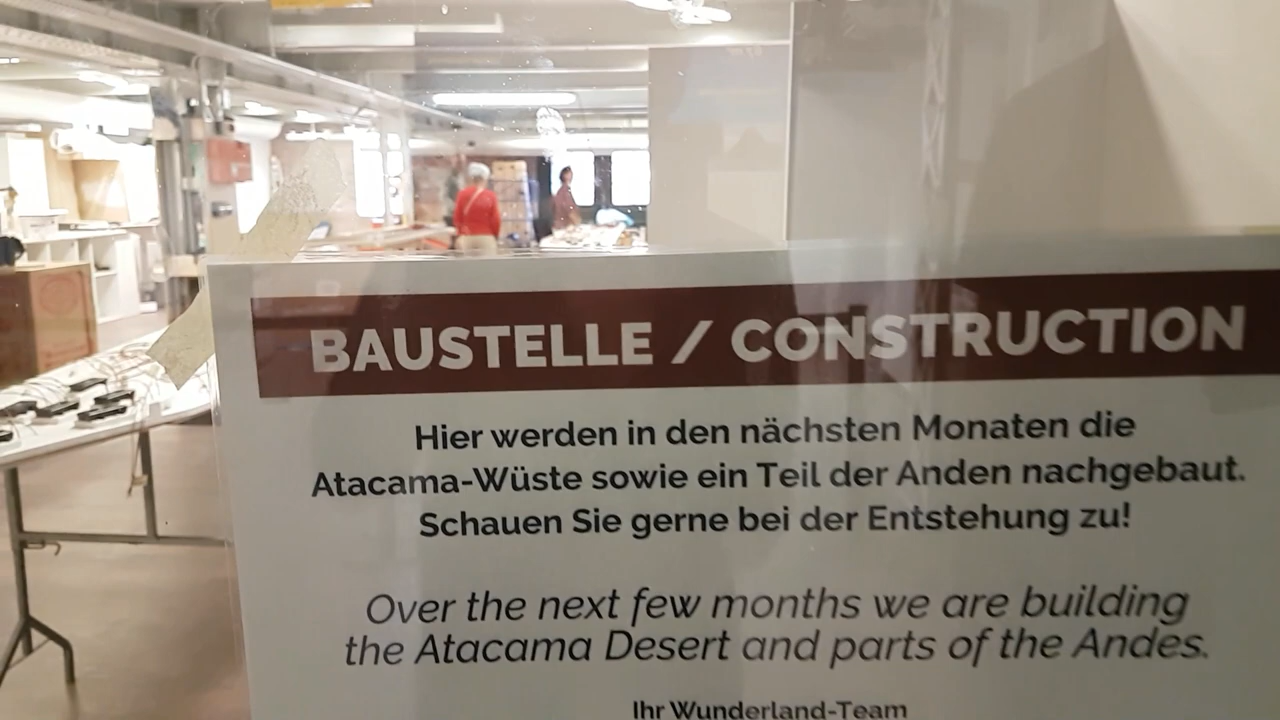 BAUSTELLE / CONSTRUCTION
Hier werden in den nächsten Monaten die
Atacama-Wüste sowie ein Teil der Anden nachgebaut.
Schauen Sie gerne bei der Entstehung zu!
Over the next few months we are building
the Atacama Desert and parts of the Andes.
Ihr Wunderland-Team